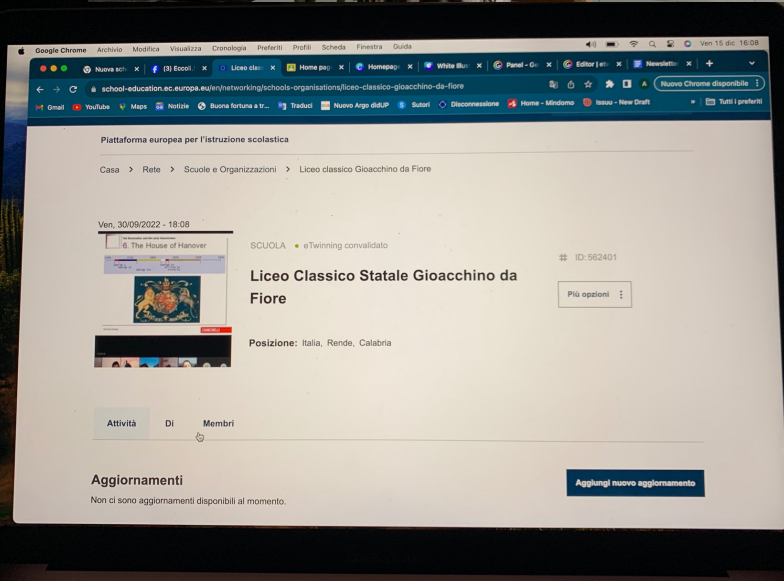 Google Chrome Archivio Modifica Visualizza Cronologia Preferiti Profili Scheda Finestra Guida Ven 15 dic 16:08
Nuova sch (3) Eccoli. Liceo clas Home pag Homepag White Blu Panel - Ge Editor | et Newslette
school-education.ec.europa.eu/en/networking/schools-organisations/liceo-classico-gioacchino-da-fiore Nuovo Chrome disponibile
Gmail YouTube Maps Notizie Buona fortuna a tr... Traduci Nuovo Argo didUP Sutori Disconnessione Home - Mindomo Issuu - New Draft » Tutti i preferiti
Piattaforma europea per l'istruzione scolastica
Casa > Rete > Scuole e Organizzazioni > Liceo classico Gioacchino da Fiore
Ven, 30/09/2022 - 18:08
6. The House of Hanover
SCUOLA • eTwinning convalidato
# ID: 562401
Liceo Classico Statale Gioacchino da
Fiore
Più opzioni
Posizione: Italia, Rende, Calabria
Attività Di Membri
Aggiornamenti
Aggiungi nuovo aggiornamento
Non ci sono aggiornamenti disponibili al momento.